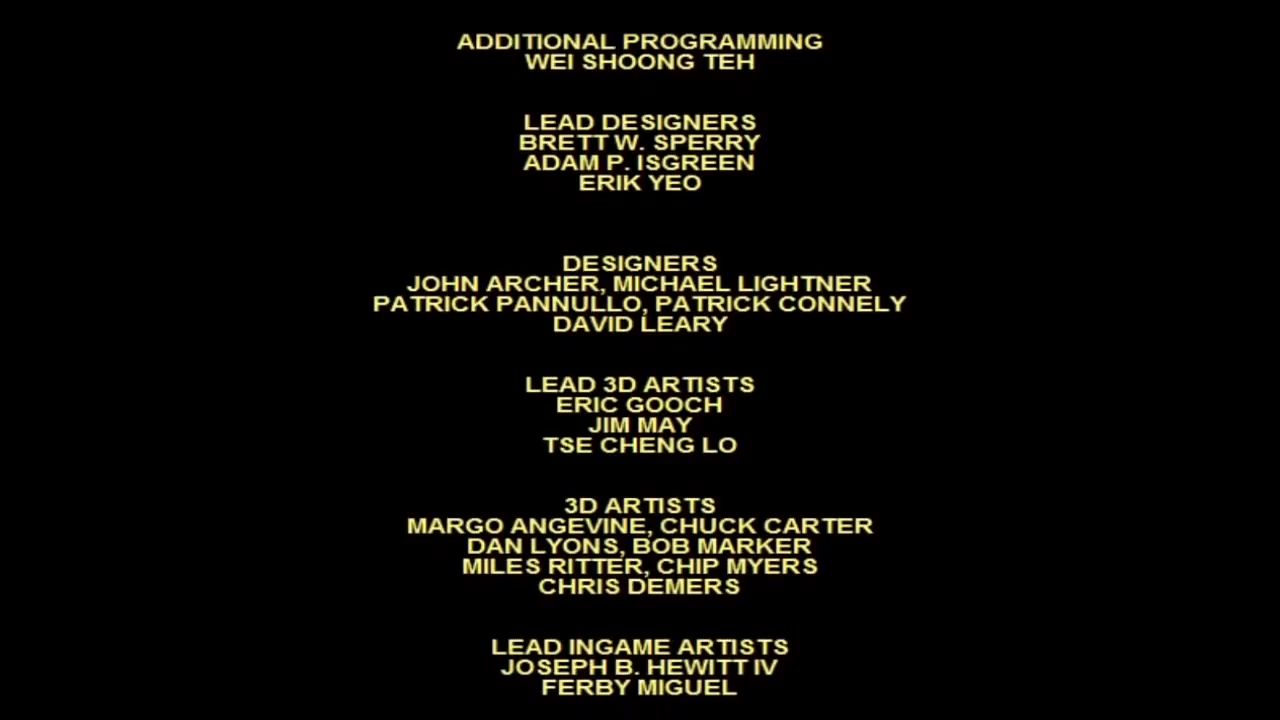 ADDITIONAL PROGRAMMING
WEI SHOONG TEH
LEAD DESIGNERS
BRETT W. SPERRY
ADAM P. ISGREEN
ERIK YEO
DESIGNERS
JOHN ARCHER, MICHAEL LIGHTNER
PATRICK PANNULLO, PATRICK CONNELY
DAVID LEARY
LEAD 3D ARTISTS
ERIC GOOCH
JIM MAY
TSE CHENG LO
3D ARTISTS
MARGO ANGEVINE, CHUCK CARTER
DAN LYONS, BOB MARKER
MILES RITTER, CHIP MYERS
CHRIS DEMERS
LEAD INGAME ARTISTS
JOSEPH B. HEWITT IV
FERBY MIGUEL